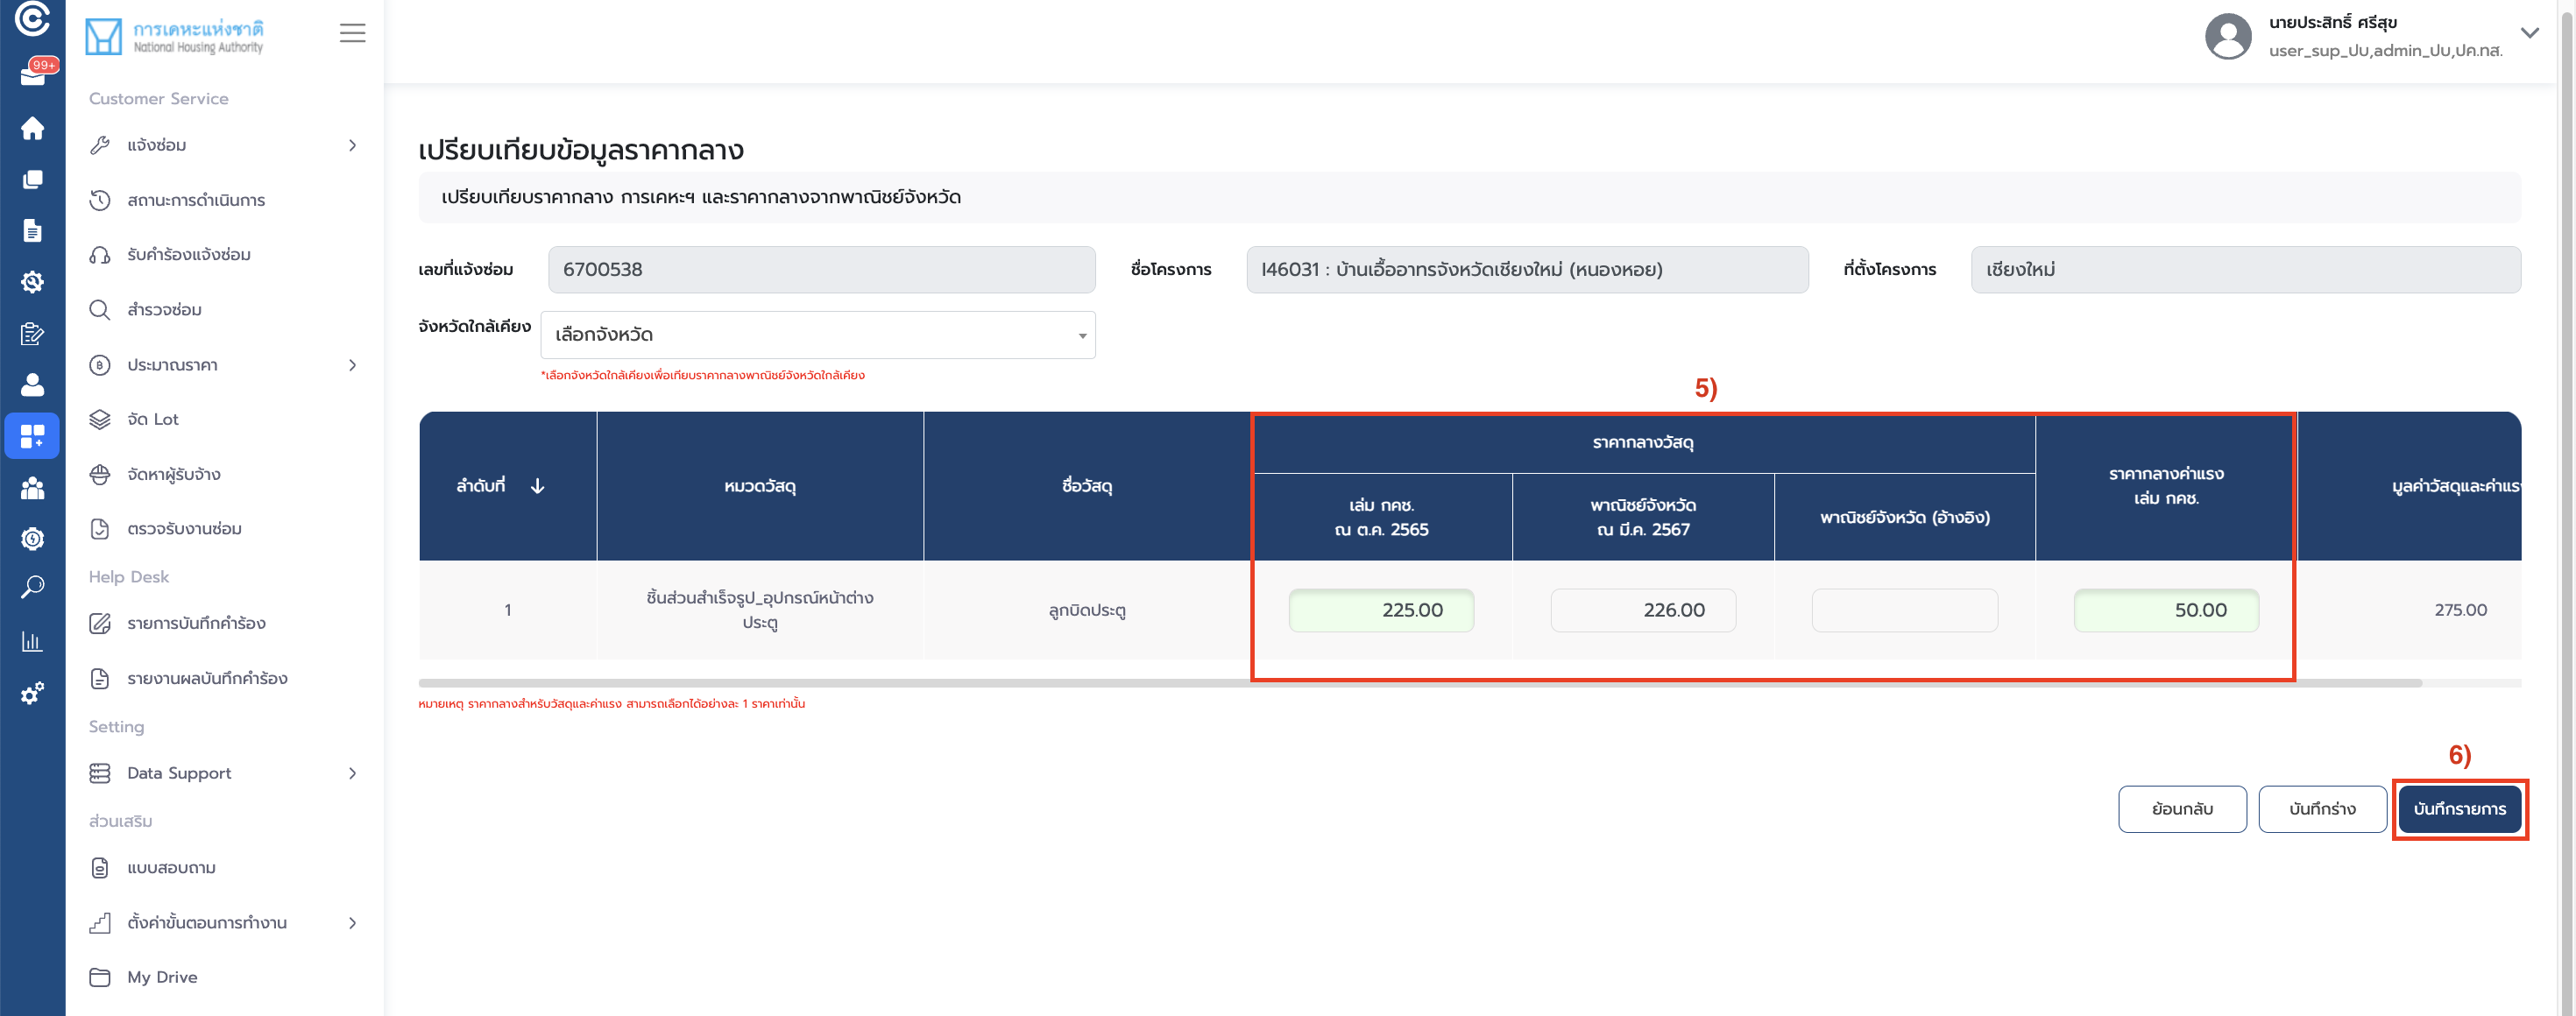 การเคหะแห่งชาติ
National Housing Authority
นายประสิทธิ์ ศรีสุข
user_sup_ปบ,admin_ปบ,ปค.ทส.
99+
Customer Service
แจ้งซ่อม
สถานะการดำเนินการ
รับคำร้องแจ้งซ่อม
สำรวจซ่อม
ประมาณราคา
จัด Lot
จัดหาผู้รับจ้าง
ตรวจรับงานซ่อม
Help Desk
รายการบันทึกคำร้อง
รายงานผลบันทึกคำร้อง
Setting
Data Support
ส่วนเสริม
แบบสอบถาม
ตั้งค่าขั้นตอนการทำงาน
My Drive
เปรียบเทียบข้อมูลราคากลาง
เปรียบเทียบราคากลาง การเคหะฯ และราคากลางจากพาณิชย์จังหวัด
เลขที่แจ้งซ่อม 6700538 ชื่อโครงการ I46031 : บ้านเอื้ออาทรจังหวัดเชียงใหม่ (หนองหอย) ที่ตั้งโครงการ เชียงใหม่
จังหวัดใกล้เคียง เลือกจังหวัด
*เลือกจังหวัดใกล้เคียงเพื่อเทียบราคากลางพาณิชย์จังหวัดใกล้เคียง
5)
ลำดับที่ หมวดวัสดุ ชื่อวัสดุ
ราคากลางวัสดุ
เล่ม กคช.
ณ ต.ค. 2565
พาณิชย์จังหวัด
ณ มี.ค. 2567
พาณิชย์จังหวัด (อ้างอิง)
ราคากลางค่าแรง
เล่ม กคช.
มูลค่าวัสดุและค่าแรง
1
ชิ้นส่วนสำเร็จรูป_อุปกรณ์หน้าต่าง
ประตู
ลูกบิดประตู
225.00
226.00
50.00
275.00
หมายเหตุ ราคากลางสำหรับวัสดุและค่าแรง สามารถเลือกได้อย่างละ 1 ราคาเท่านั้น
6)
ย้อนกลับ บันทึกร่าง บันทึกรายการ